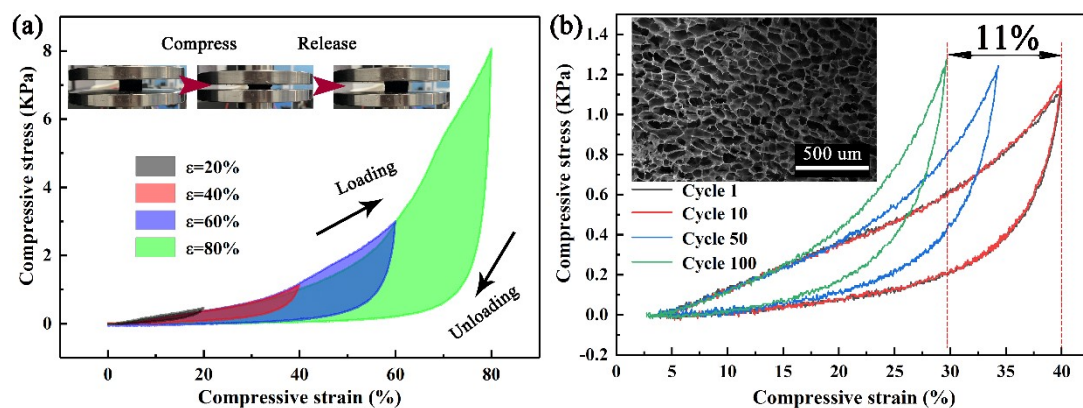 (a)
Compress Release
ε=20%
ε=40%
ε=60%
ε=80%
Loading
Unloading
8
6
4
2
0
Compressive stress (KPa)
0 20 40 60 80
Compressive strain (%)
(b)
11%
500 um
Cycle 1
Cycle 10
Cycle 50
Cycle 100
1.4
1.2
1.0
0.8
0.6
0.4
0.2
0.0
-0.2
Compressive stress (KPa)
0 5 10 15 20 25 30 35 40
Compressive strain (%)